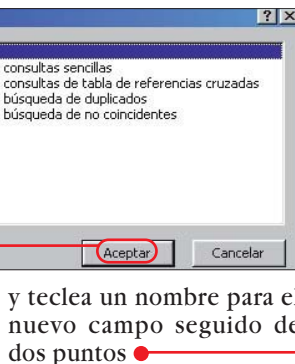 consultas sencillas
consultas de tabla de referencias cruzadas
búsqueda de duplicados
búsqueda de no coincidentes
Aceptar Cancelar
y teclea un nombre para el
nuevo campo seguido de
dos puntos